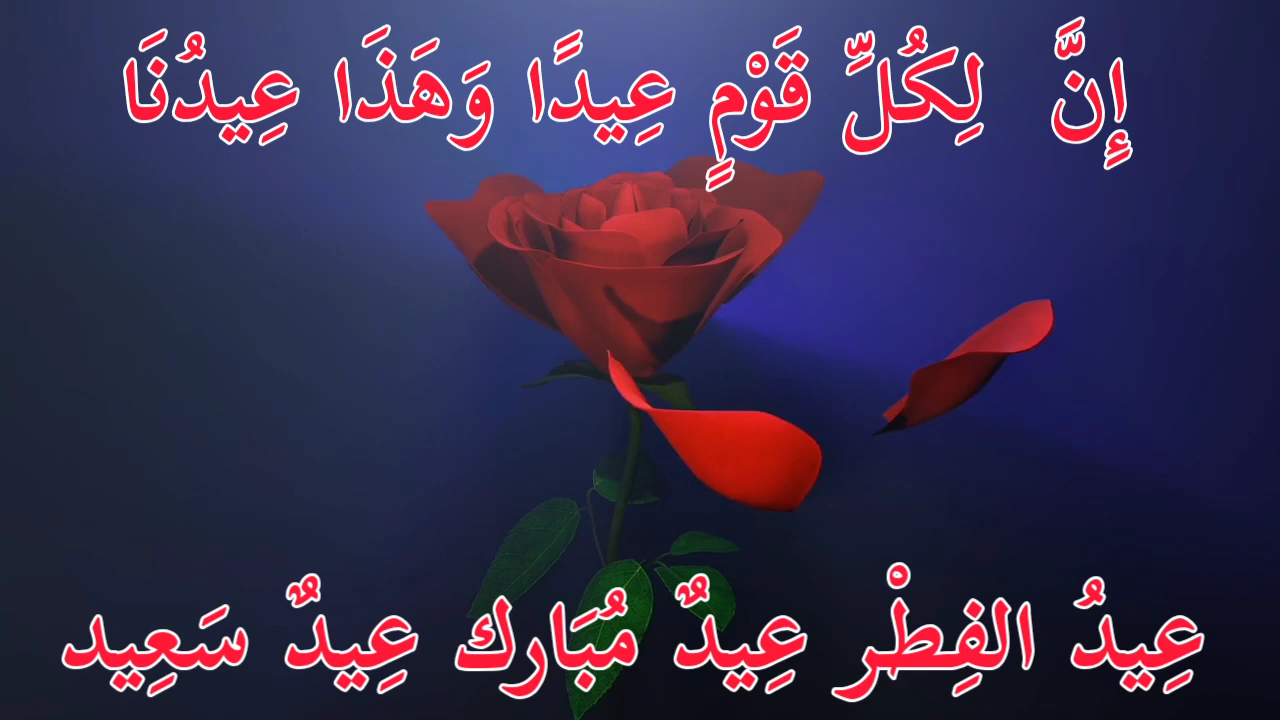 إِنَّ لِكُلِّ قَوْمٍ عِيدًا وَهَذَا عِيدُنَا
عِيدُ الفِطْر عِيدٌ مُبَارك عِيدٌ سَعِيد